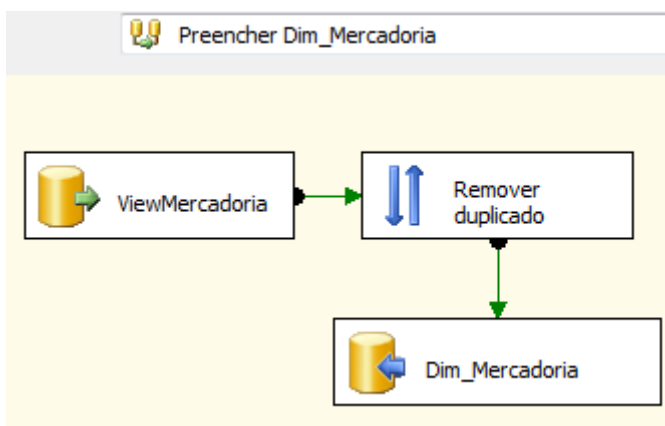 Preencher Dim_Mercadoria
ViewMercadoria
Remover
duplicado
Dim_Mercadoria